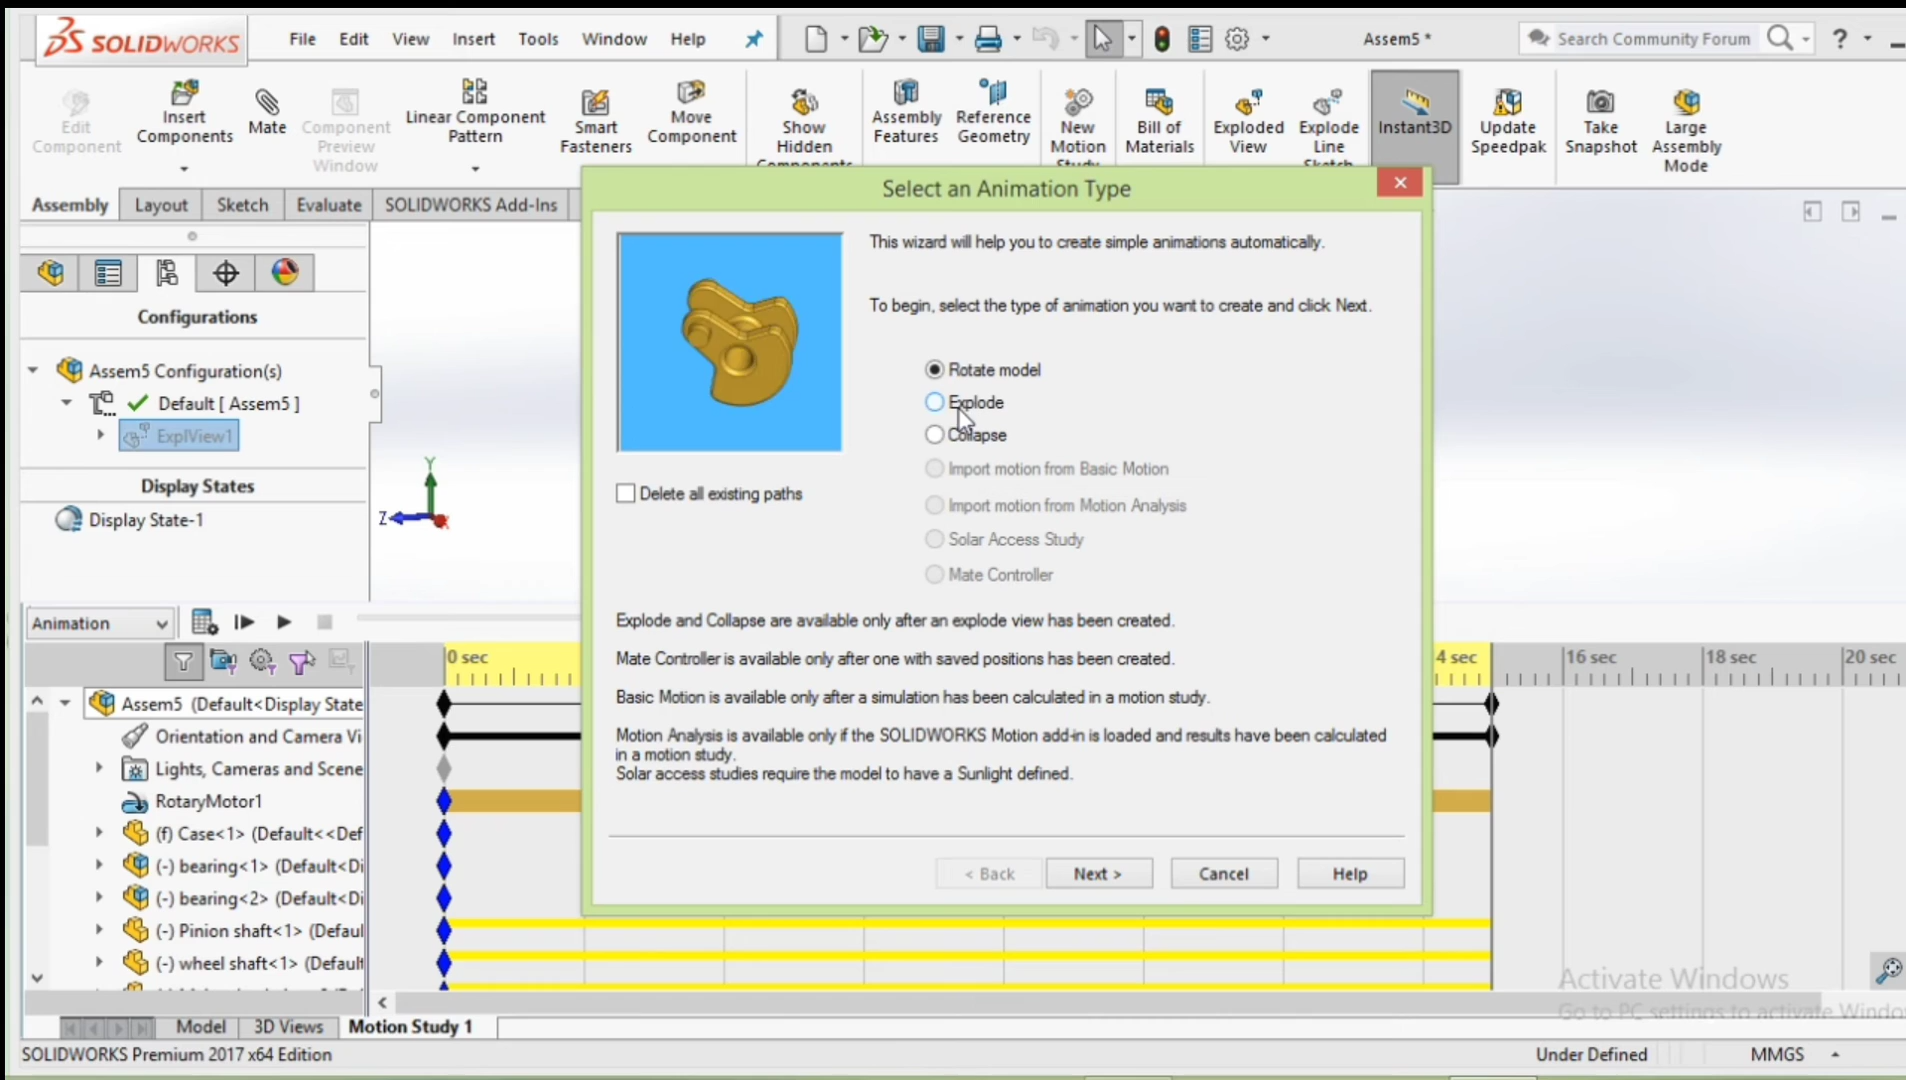 SOLIDWORKS
File Edit View Insert Tools Window Help
Assem5 *
Search Community Forum
?
Edit Component
Insert Components
Mate
Component Preview Window
Linear Component Pattern
Smart Fasteners
Move Component
Show Hidden Components
Assembly Features
Reference Geometry
New Motion Study
Bill of Materials
Exploded View
Explode Line Sketch
Instant3D
Update Speedpak
Take Snapshot
Large Assembly Mode
Assembly Layout Sketch Evaluate SOLIDWORKS Add-Ins
Configurations
Assem5 Configuration(s)
Default [ Assem5 ]
ExplView1
Display States
Display State-1
Y
Z
Select an Animation Type
This wizard will help you to create simple animations automatically.
To begin, select the type of animation you want to create and click Next.
Rotate model
Explode
Collapse
Import motion from Basic Motion
Import motion from Motion Analysis
Solar Access Study
Mate Controller
Delete all existing paths
Explode and Collapse are available only after an explode view has been created.
Mate Controller is available only after one with saved positions has been created.
Basic Motion is available only after a simulation has been calculated in a motion study.
Motion Analysis is available only if the SOLIDWORKS Motion add-in is loaded and results have been calculated
in a motion study.
Solar access studies require the model to have a Sunlight defined.
< Back Next > Cancel Help
Animation
0 sec 4 sec 16 sec 18 sec 20 sec
Assem5 (Default<Display State
Orientation and Camera Vi
Lights, Cameras and Scene
RotaryMotor1
(f) Case<1> (Default<<Def
(-) bearing<1> (Default<Di
(-) bearing<2> (Default<Di
(-) Pinion shaft<1> (Defaul
(-) wheel shaft<1> (Default
Activate Windows
Go to PC settings to activate Windo
Model 3D Views Motion Study 1
SOLIDWORKS Premium 2017 x64 Edition
Under Defined MMGS